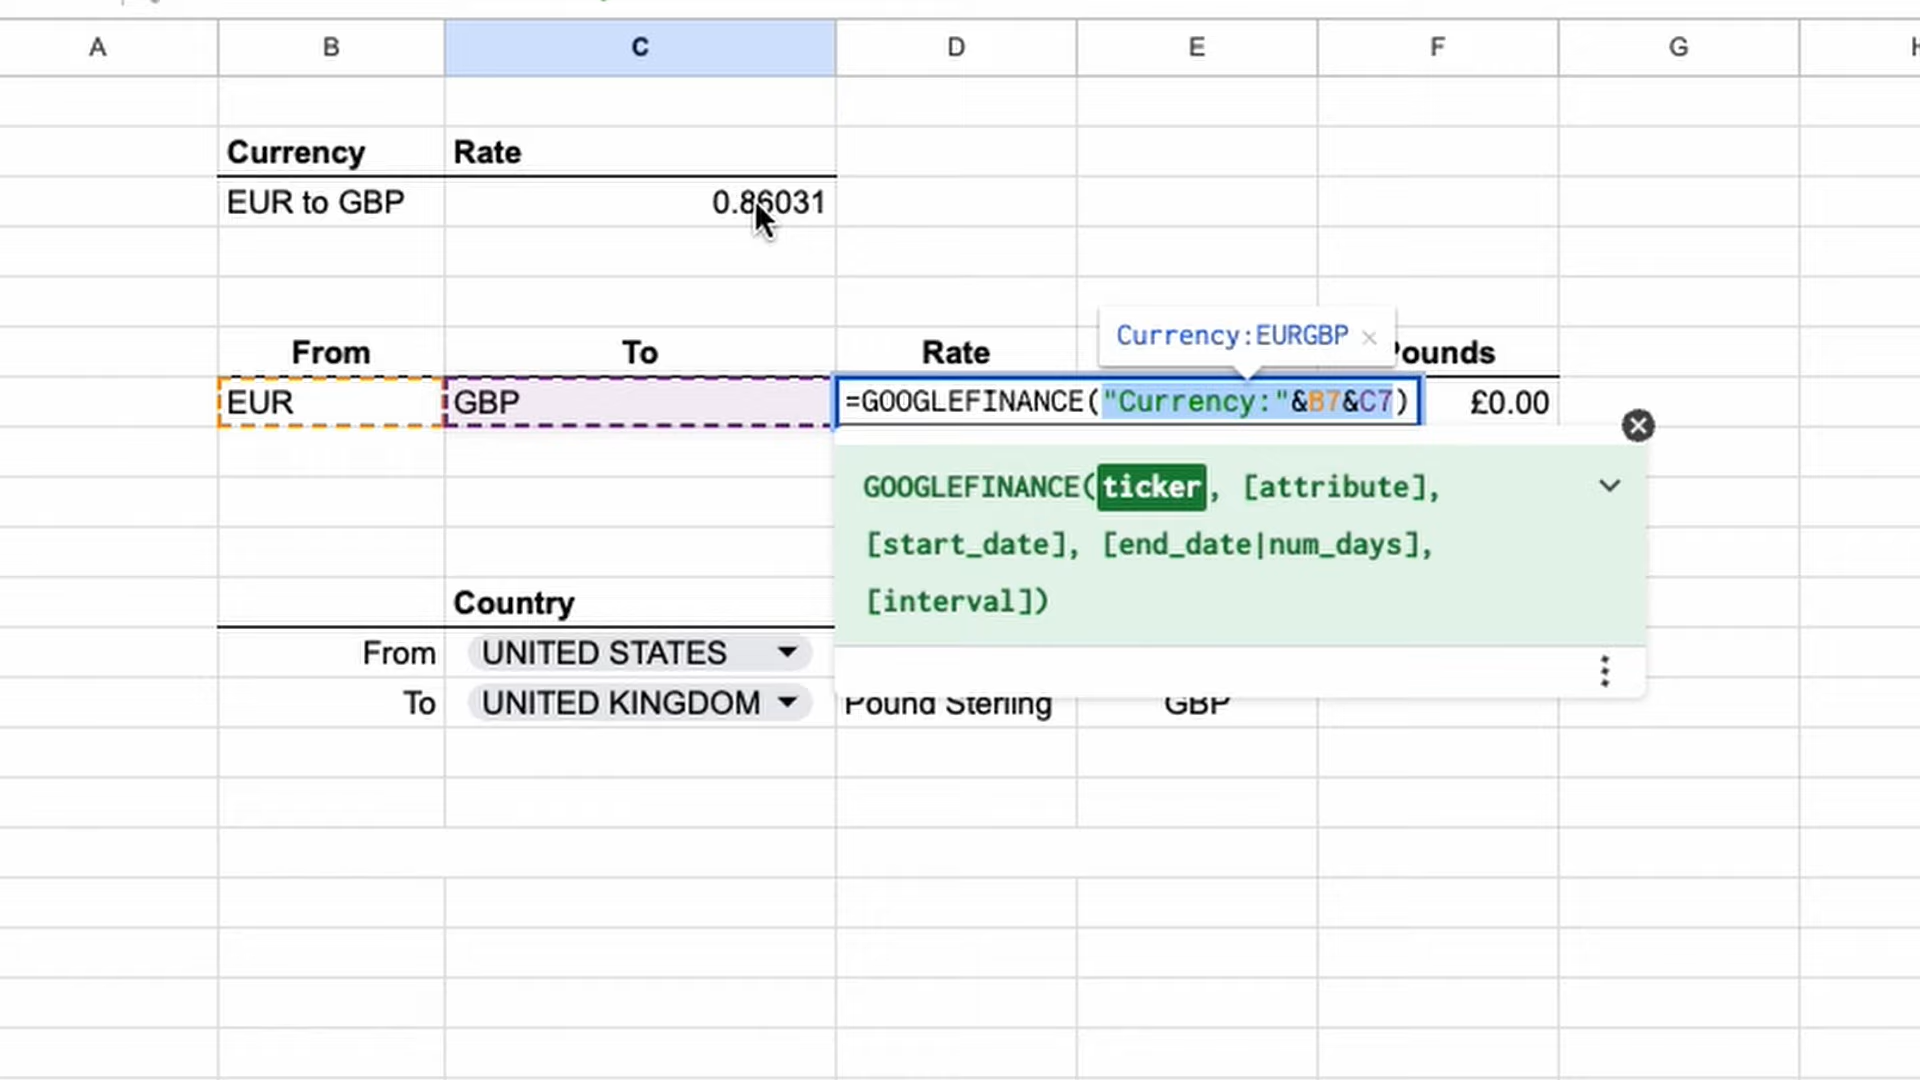 A B C D E F G
Currency Rate
EUR to GBP 0.86031
Currency:EURGBP ×
From To Rate Pounds
EUR GBP =GOOGLEFINANCE("Currency:"&B7&C7) £0.00
GOOGLEFINANCE(ticker, [attribute],
[start_date], [end_date|num_days],
[interval])
Country
From UNITED STATES
To UNITED KINGDOM Pound Sterling GBP